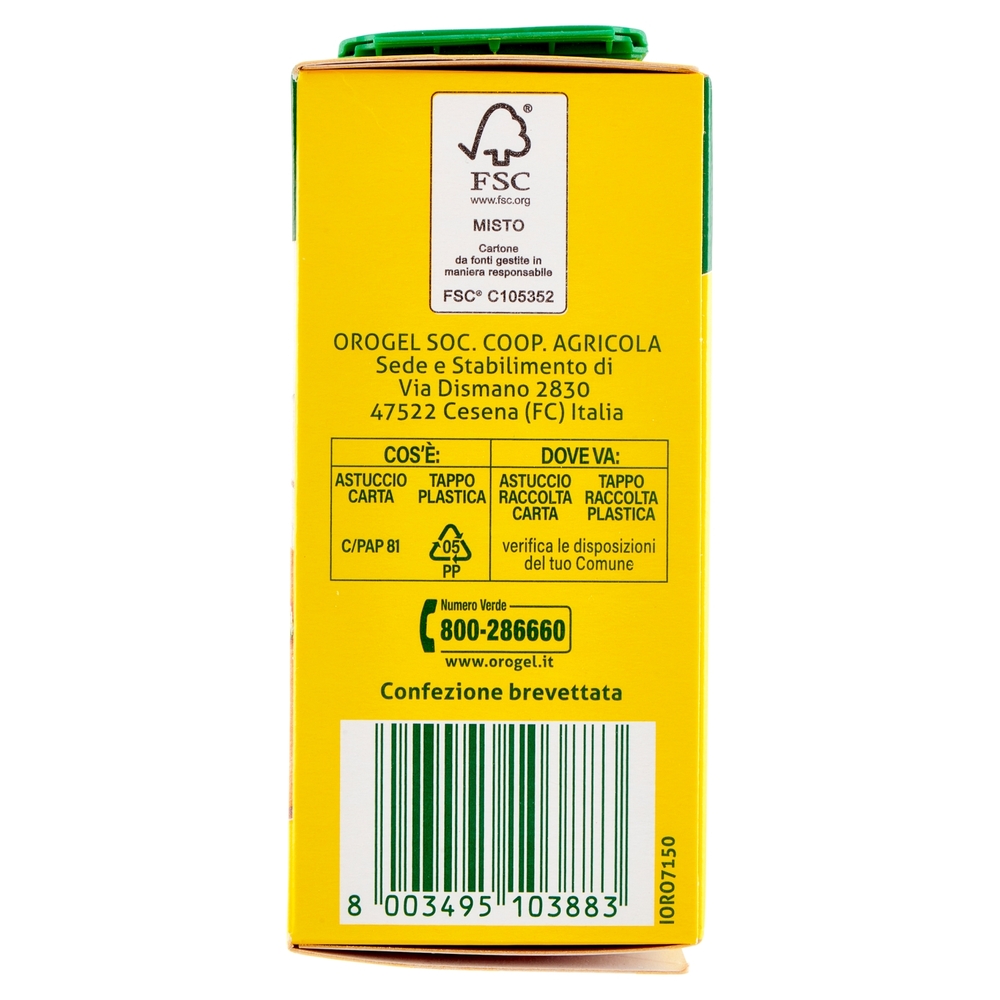 ®
FSC
www.fsc.org
MISTO
Cartone
da fonti gestite in
maniera responsabile
FSC® C105352
OROGEL SOC. COOP. AGRICOLA
Sede e Stabilimento di
Via Dismano 2830
47522 Cesena (FC) Italia
COS'È: DOVE VA:
ASTUCCIO TAPPO ASTUCCIO TAPPO
CARTA PLASTICA RACCOLTA RACCOLTA
CARTA PLASTICA
C/PAP 81 05 verifica le disposizioni
PP del tuo Comune
Numero Verde
800-286660
www.orogel.it
Confezione brevettata
8 003495 103883
IORO7150